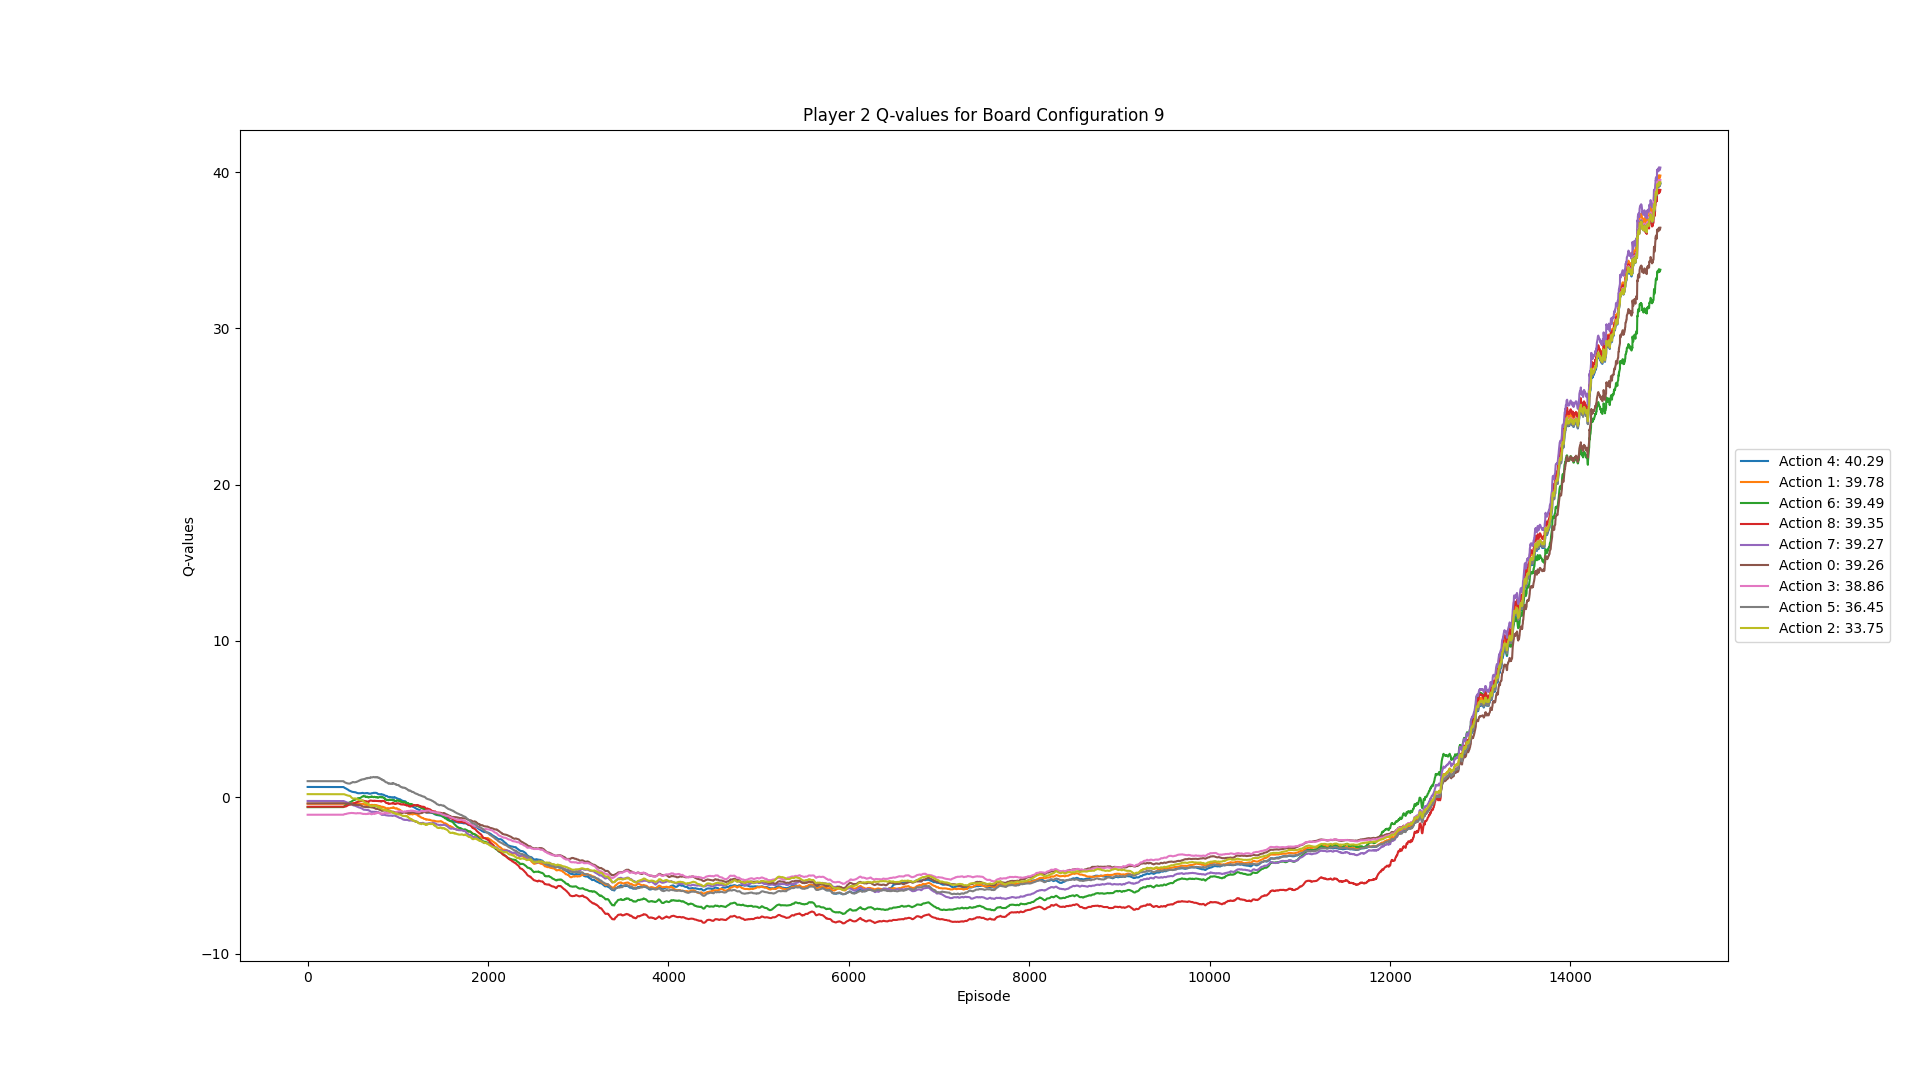 Player 2 Q-values for Board Configuration 9
40
30
20
10
0
−10
Q-values
0
2000
4000
6000
8000
10000
12000
14000
Episode
Action 4: 40.29
Action 1: 39.78
Action 6: 39.49
Action 8: 39.35
Action 7: 39.27
Action 0: 39.26
Action 3: 38.86
Action 5: 36.45
Action 2: 33.75